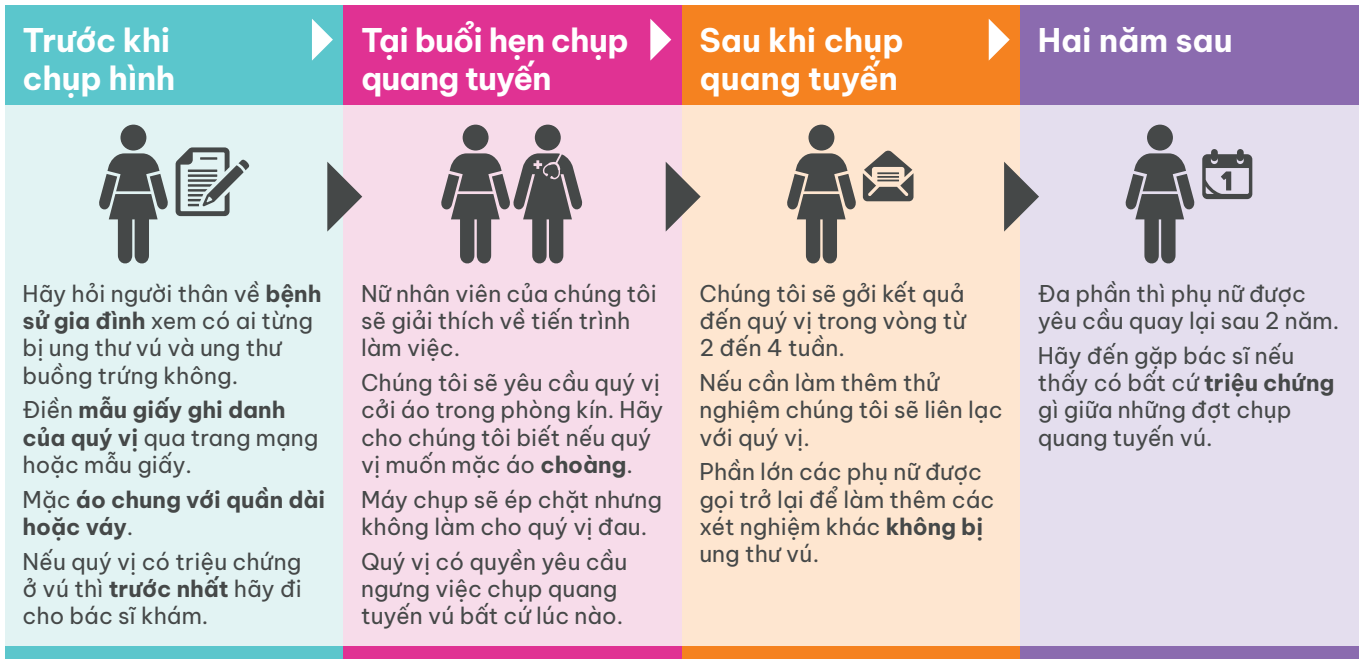 Trước khi
chụp hình
Hãy hỏi người thân về bệnh
sử gia đình xem có ai từng
bị ung thư vú và ung thư
buồng trứng không.
Điền mẫu giấy ghi danh
của quý vị qua trang mạng
hoặc mẫu giấy.
Mặc áo chung với quần dài
hoặc váy.
Nếu quý vị có triệu chứng
ở vú thì trước nhất hãy đi
cho bác sĩ khám.
Tại buổi hẹn chụp
quang tuyến
Nữ nhân viên của chúng tôi
sẽ giải thích về tiến trình
làm việc.
Chúng tôi sẽ yêu cầu quý vị
cởi áo trong phòng kín. Hãy
cho chúng tôi biết nếu quý
vị muốn mặc áo choàng.
Máy chụp sẽ ép chặt nhưng
không làm cho quý vị đau.
Quý vị có quyền yêu cầu
ngưng việc chụp quang
tuyến vú bất cứ lúc nào.
Sau khi chụp
quang tuyến
Chúng tôi sẽ gởi kết quả
đến quý vị trong vòng từ
2 đến 4 tuần.
Nếu cần làm thêm thử
nghiệm chúng tôi sẽ liên lạc
với quý vị.
Phần lớn các phụ nữ được
gọi trở lại để làm thêm các
xét nghiệm khác không bị
ung thư vú.
Hai năm sau
1
Đa phần thì phụ nữ được
yêu cầu quay lại sau 2 năm.
Hãy đến gặp bác sĩ nếu
thấy có bất cứ triệu chứng
gì giữa những đợt chụp
quang tuyến vú.